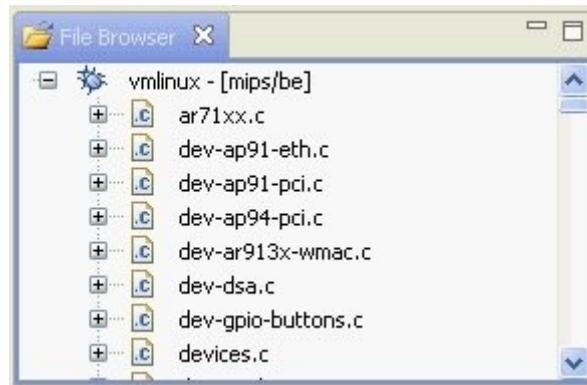 File Browser
vmlinux - [mips/be]
.c ar71xx.c
.c dev-ap91-eth.c
.c dev-ap91-pci.c
.c dev-ap94-pci.c
.c dev-ar913x-wmac.c
.c dev-dsa.c
.c dev-gpio-buttons.c
.c devices.c